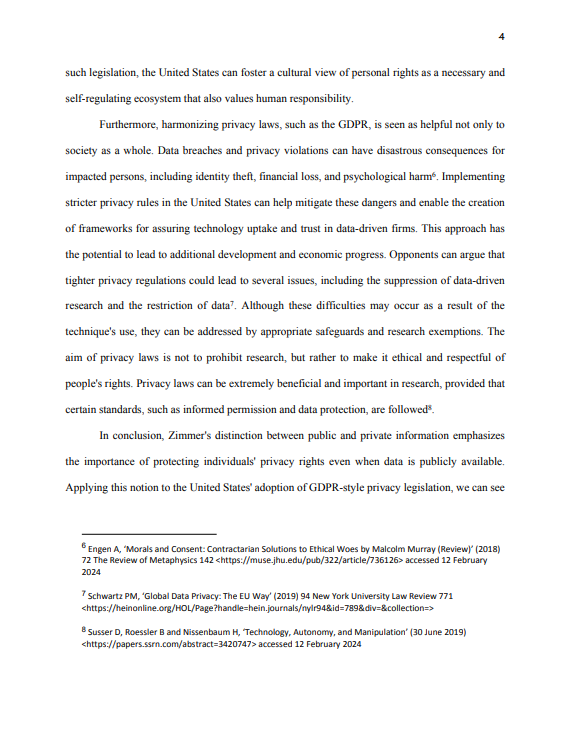 4
such legislation, the United States can foster a cultural view of personal rights as a necessary and
self-regulating ecosystem that also values human responsibility.
Furthermore, harmonizing privacy laws, such as the GDPR, is seen as helpful not only to
society as a whole. Data breaches and privacy violations can have disastrous consequences for
impacted persons, including identity theft, financial loss, and psychological harm⁶. Implementing
stricter privacy rules in the United States can help mitigate these dangers and enable the creation
of frameworks for assuring technology uptake and trust in data-driven firms. This approach has
the potential to lead to additional development and economic progress. Opponents can argue that
tighter privacy regulations could lead to several issues, including the suppression of data-driven
research and the restriction of data⁷. Although these difficulties may occur as a result of the
technique's use, they can be addressed by appropriate safeguards and research exemptions. The
aim of privacy laws is not to prohibit research, but rather to make it ethical and respectful of
people's rights. Privacy laws can be extremely beneficial and important in research, provided that
certain standards, such as informed permission and data protection, are followed⁸.
In conclusion, Zimmer's distinction between public and private information emphasizes
the importance of protecting individuals' privacy rights even when data is publicly available.
Applying this notion to the United States' adoption of GDPR-style privacy legislation, we can see
⁶ Engen A, ‘Morals and Consent: Contractarian Solutions to Ethical Woes by Malcolm Murray (Review)’ (2018)
72 The Review of Metaphysics 142 <https://muse.jhu.edu/pub/322/article/736126> accessed 12 February
2024
⁷ Schwartz PM, ‘Global Data Privacy: The EU Way’ (2019) 94 New York University Law Review 771
<https://heinonline.org/HOL/Page?handle=hein.journals/nylr94&id=789&div=&collection=>
⁸ Susser D, Roessler B and Nissenbaum H, ‘Technology, Autonomy, and Manipulation’ (30 June 2019)
<https://papers.ssrn.com/abstract=3420747> accessed 12 February 2024